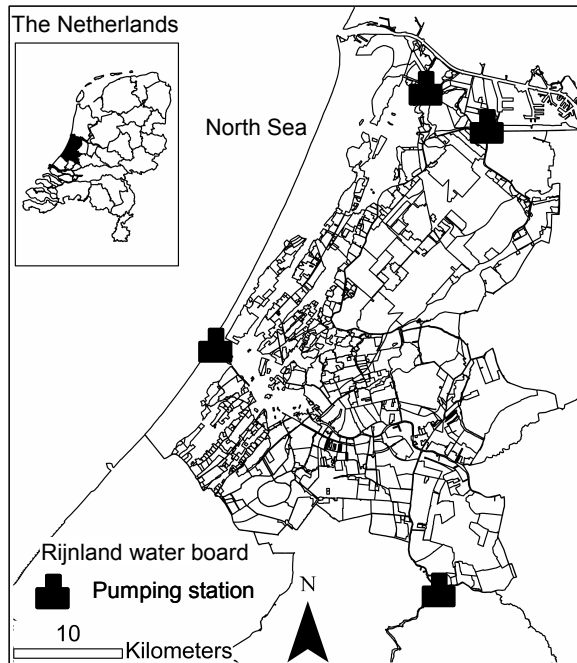 The Netherlands
North Sea
Rijnland water board
Pumping station
N
10
Kilometers